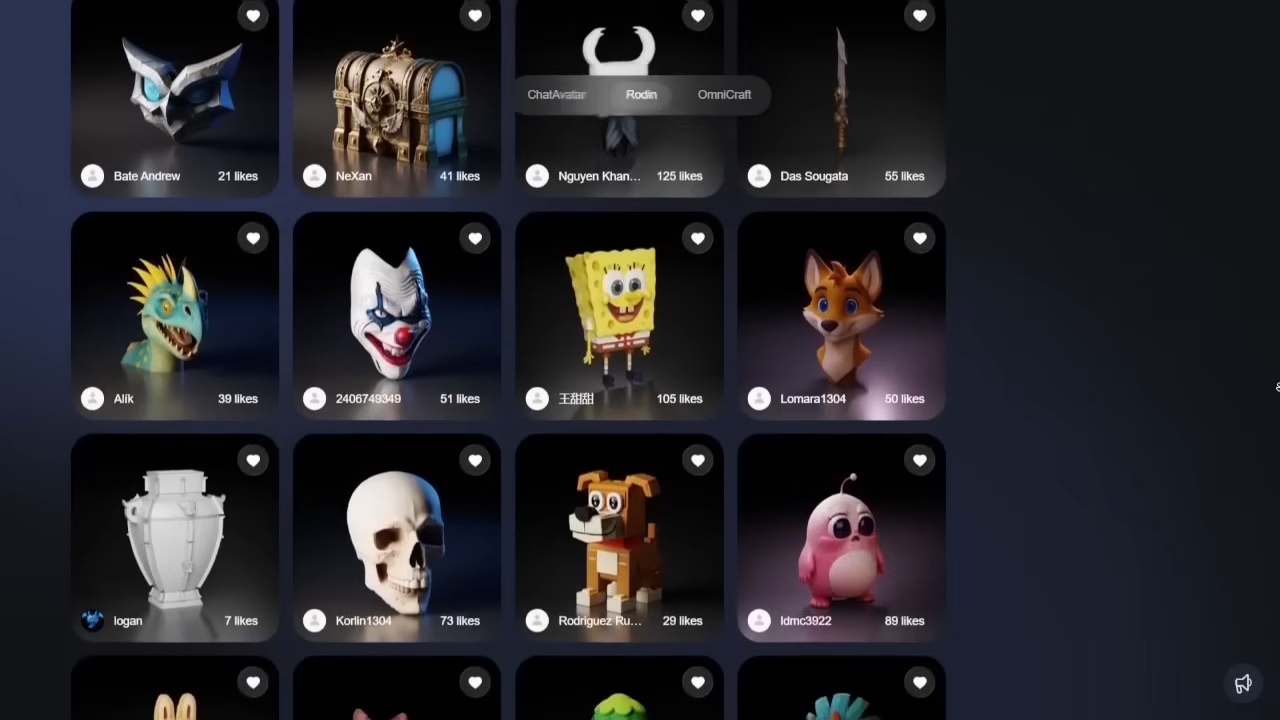 ChatAvatar Rodin OmniCraft
Bate Andrew 21 likes
NeXan 41 likes
Nguyen Khan... 125 likes
Das Sougata 55 likes
Alík 39 likes
2406749349 51 likes
王甜甜 105 likes
Lomara1304 50 likes
logan 7 likes
Korlin1304 73 likes
Rodríguez Ru... 29 likes
ldmc3922 89 likes